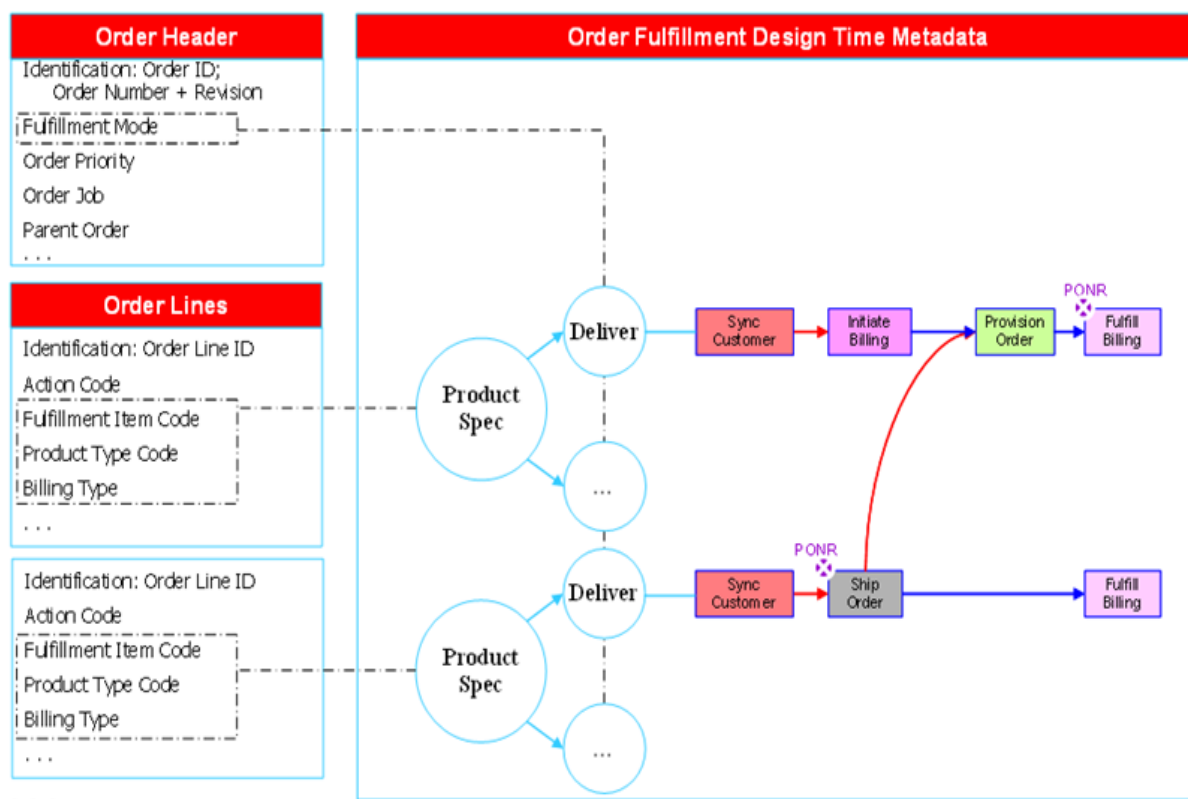 Order Header
Identification: Order ID;
Order Number + Revision
Fulfillment Mode
Order Priority
Order Job
Parent Order
. . .
Order Lines
Identification: Order Line ID
Action Code
Fulfillment Item Code
Product Type Code
Billing Type
. . .
Identification: Order Line ID
Action Code
Fulfillment Item Code
Product Type Code
Billing Type
. . .
Order Fulfillment Design Time Metadata
Product
Spec
Deliver
...
Sync
Customer
Initiate
Billing
Provision
Order
PONR
Fulfill
Billing
Product
Spec
Deliver
...
Sync
Customer
PONR
Ship
Order
Fulfill
Billing